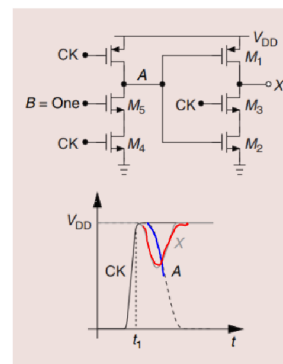 V_DD
CK M_1
A X
B = One M_5 CK M_3
CK M_4 M_2
V_DD
X
CK A
t_1 t